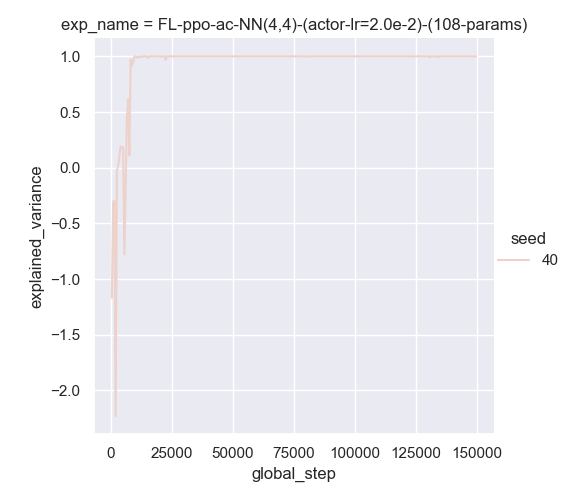 exp_name = FL-ppo-ac-NN(4,4)-(actor-lr=2.0e-2)-(108-params)
1.0
0.5
0.0
−0.5
−1.0
−1.5
−2.0
explained_variance
seed
40
0 25000 50000 75000 100000 125000 150000
global_step